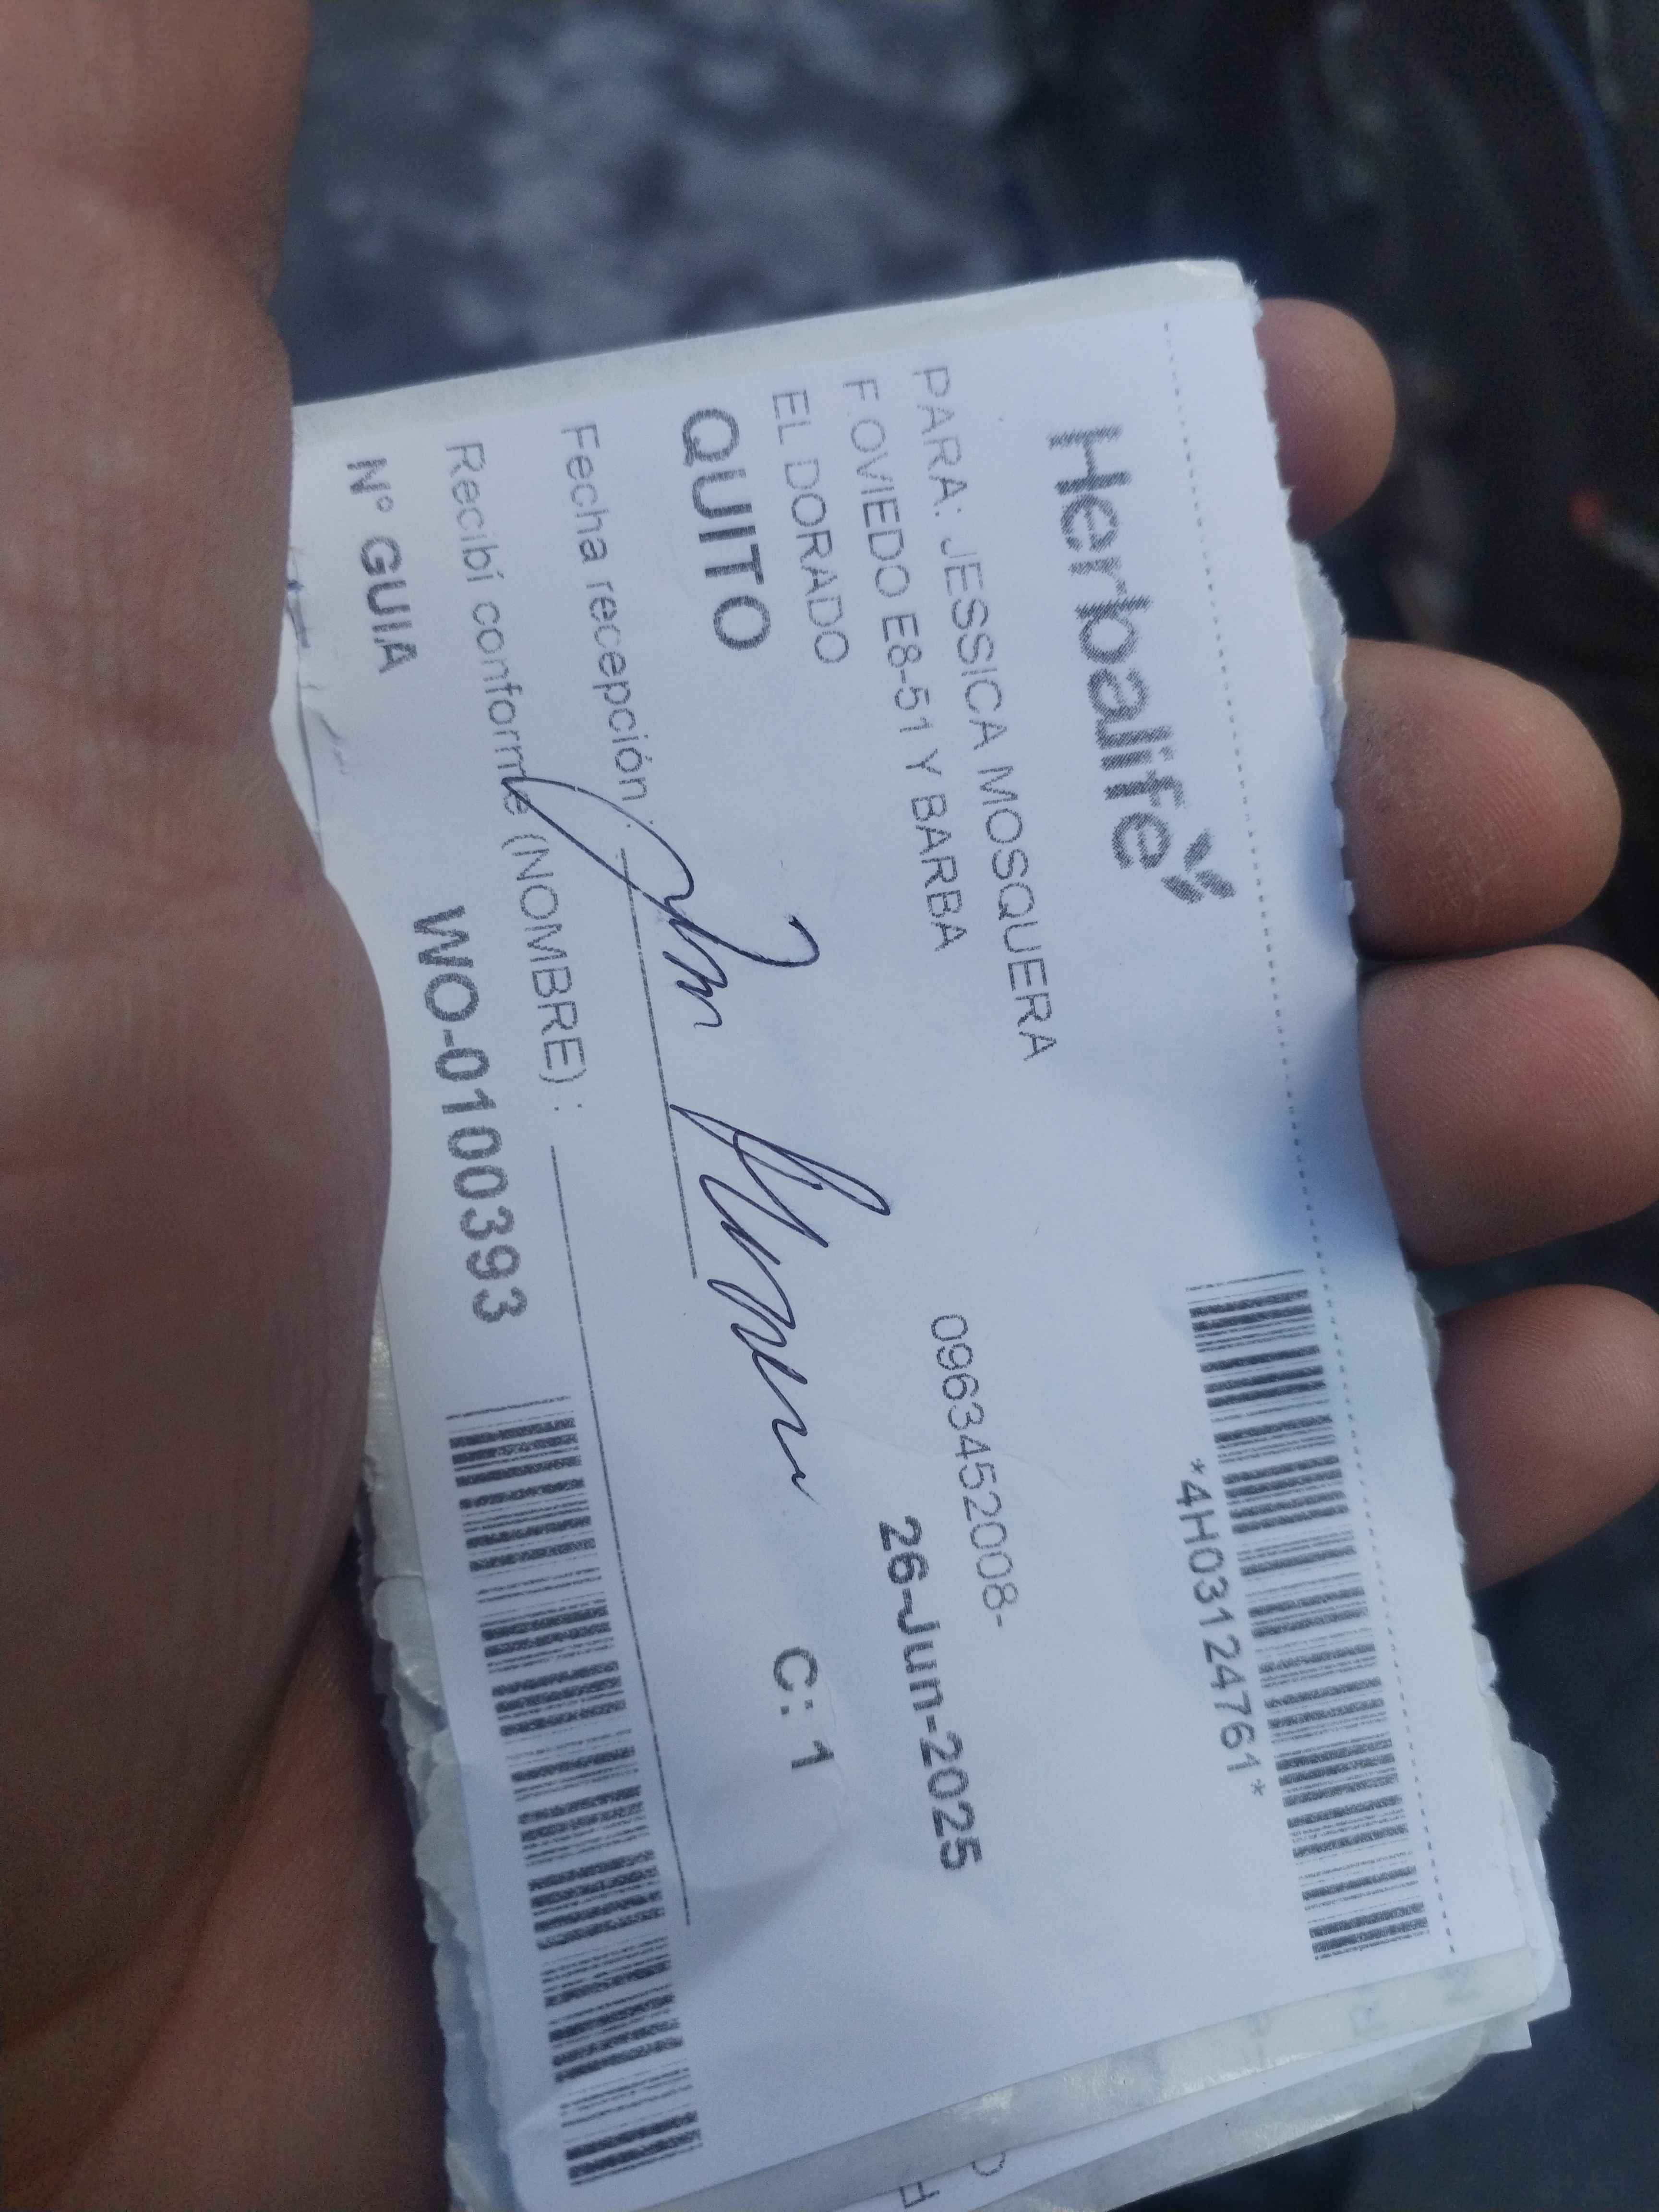 Herbalife
*4H03124761*
PARA: JESSICA MOSQUERA
F.OVIEDO E8-51 Y BARBA 0963452008-
EL DORADO 26-Jun-2025
QUITO C: 1
Fecha recepción :
Recibí conforme (NOMBRE) :
Nº GUIA WO-0100393